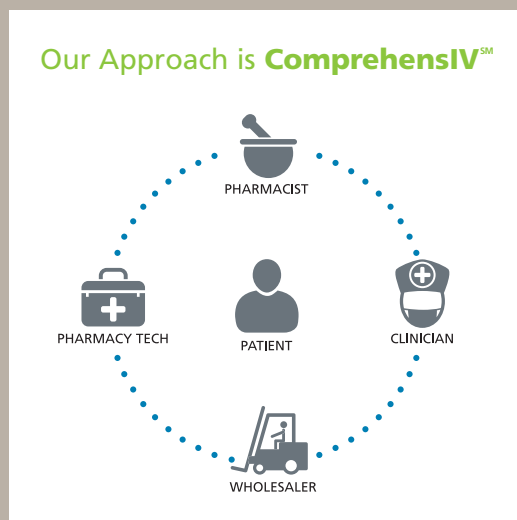 Our Approach is ComprehensIV℠
PHARMACIST
PHARMACY TECH
PATIENT
CLINICIAN
WHOLESALER